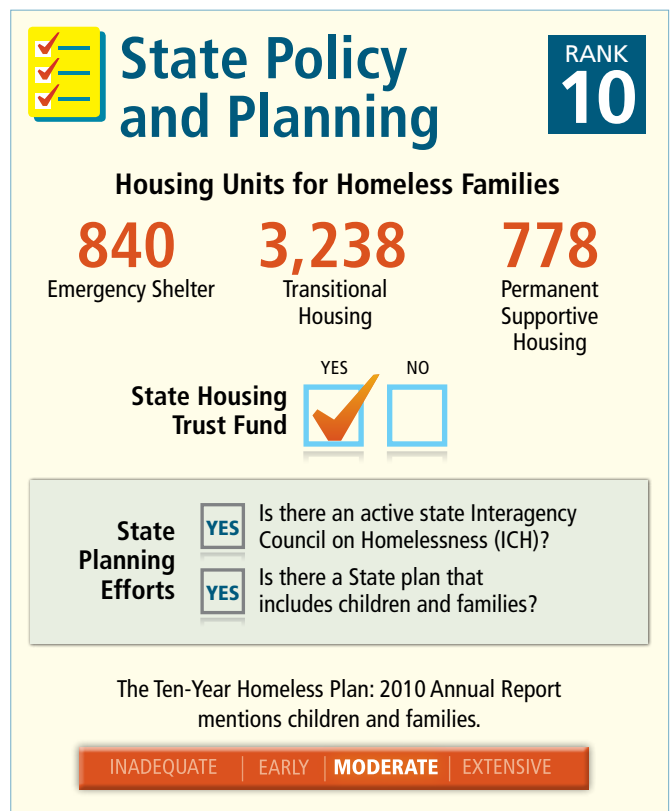 State Policy
and Planning
RANK
10
Housing Units for Homeless Families
840
Emergency Shelter
3,238
Transitional
Housing
778
Permanent
Supportive
Housing
YES
NO
State Housing
Trust Fund
State
Planning
Efforts
YES
Is there an active state Interagency
Council on Homelessness (ICH)?
YES
Is there a State plan that
includes children and families?
The Ten-Year Homeless Plan: 2010 Annual Report
mentions children and families.
INADEQUATE | EARLY | MODERATE | EXTENSIVE